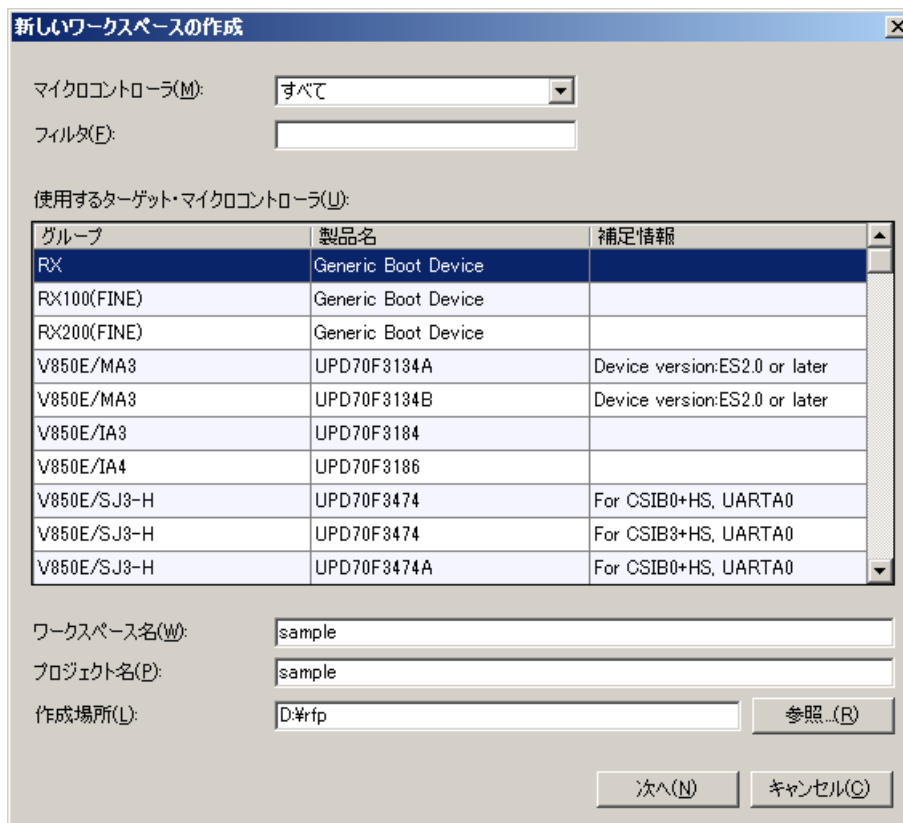 新しいワークスペースの作成
マイクロコントローラ(M): すべて
フィルタ(F):
使用するターゲット・マイクロコントローラ(U):
グループ 製品名 補足情報
RX Generic Boot Device
RX100(FINE) Generic Boot Device
RX200(FINE) Generic Boot Device
V850E/MA3 UPD70F3134A Device version:ES2.0 or later
V850E/MA3 UPD70F3134B Device version:ES2.0 or later
V850E/IA3 UPD70F3184
V850E/IA4 UPD70F3186
V850E/SJ3-H UPD70F3474 For CSIB0+HS, UARTA0
V850E/SJ3-H UPD70F3474 For CSIB3+HS, UARTA0
V850E/SJ3-H UPD70F3474A For CSIB0+HS, UARTA0
ワークスペース名(W): sample
プロジェクト名(P): sample
作成場所(L): D:¥rfp 参照...(R)
次へ(N) キャンセル(C)